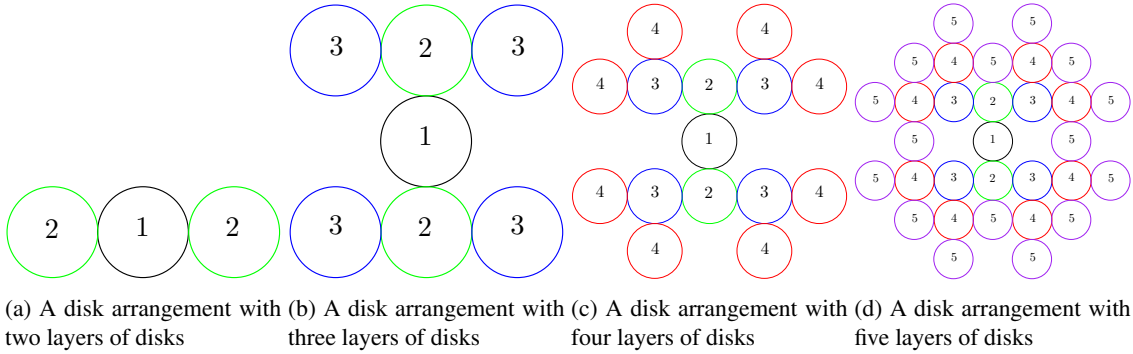 2 1 2
(a) A disk arrangement with
two layers of disks
3 2 3
1
3 2 3
(b) A disk arrangement with
three layers of disks
4 4
4 3 2 3 4
1
4 3 2 3 4
4 4
(c) A disk arrangement with
four layers of disks
5 5
5 4 5 4 5
5 4 3 2 3 4 5
5 1 5
5 4 3 2 3 4 5
5 4 5 4 5
5 5
(d) A disk arrangement with
five layers of disks